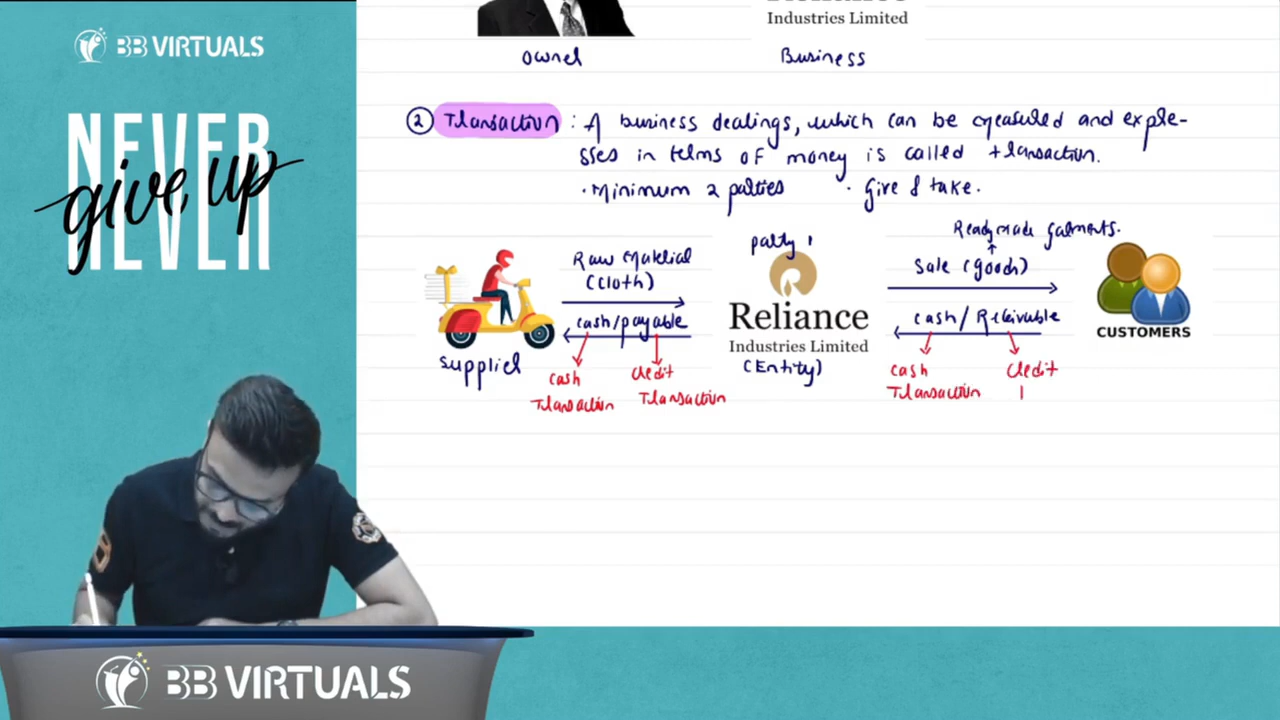 BB VIRTUALS
NEVER
give up
NEVER
Industries Limited
Owner
Business
2 Transaction : A business dealings, which can be measured and expre-
sses in terms of money is called transaction.
· Minimum 2 parties · Give & take.
Readymade garments.
Raw Material
(cloth)
party 1
Sale (goods)
cash/payable
Reliance
Industries Limited
(Entity)
cash/Receivable
CUSTOMERS
Supplier
cash
Transaction
credit
Transaction
cash
Transaction
credit
BB VIRTUALS